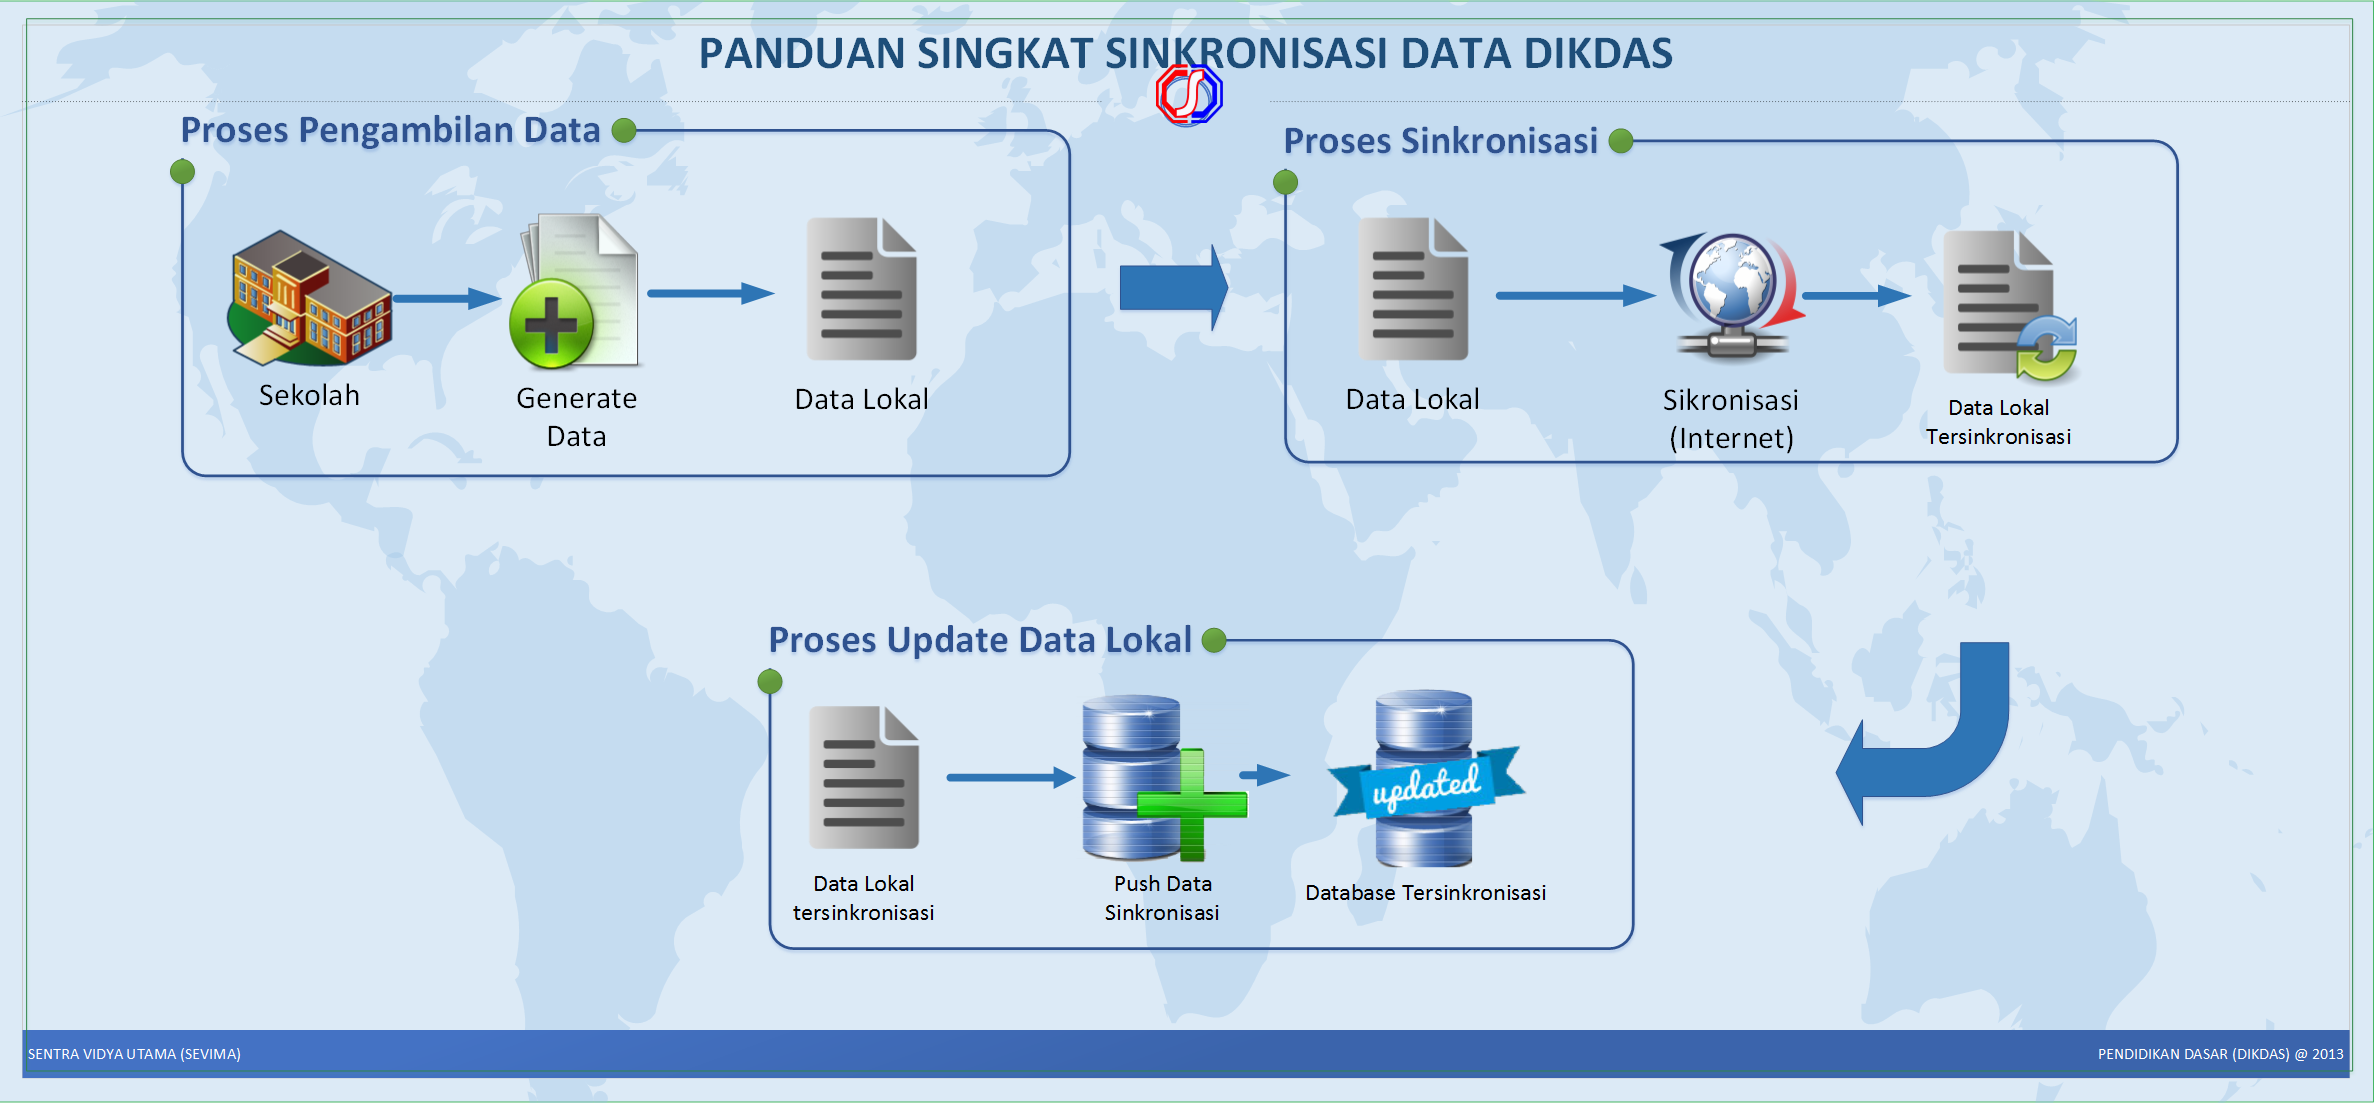 PANDUAN SINGKAT SINKRONISASI DATA DIKDAS
Proses Pengambilan Data
Sekolah
Generate
Data
Data Lokal
Proses Sinkronisasi
Data Lokal
Sikronisasi
(Internet)
Data Lokal
Tersinkronisasi
Proses Update Data Lokal
Data Lokal
tersinkronisasi
Push Data
Sinkronisasi
updated
Database Tersinkronisasi
SENTRA VIDYA UTAMA (SEVIMA)
PENDIDIKAN DASAR (DIKDAS) @ 2013